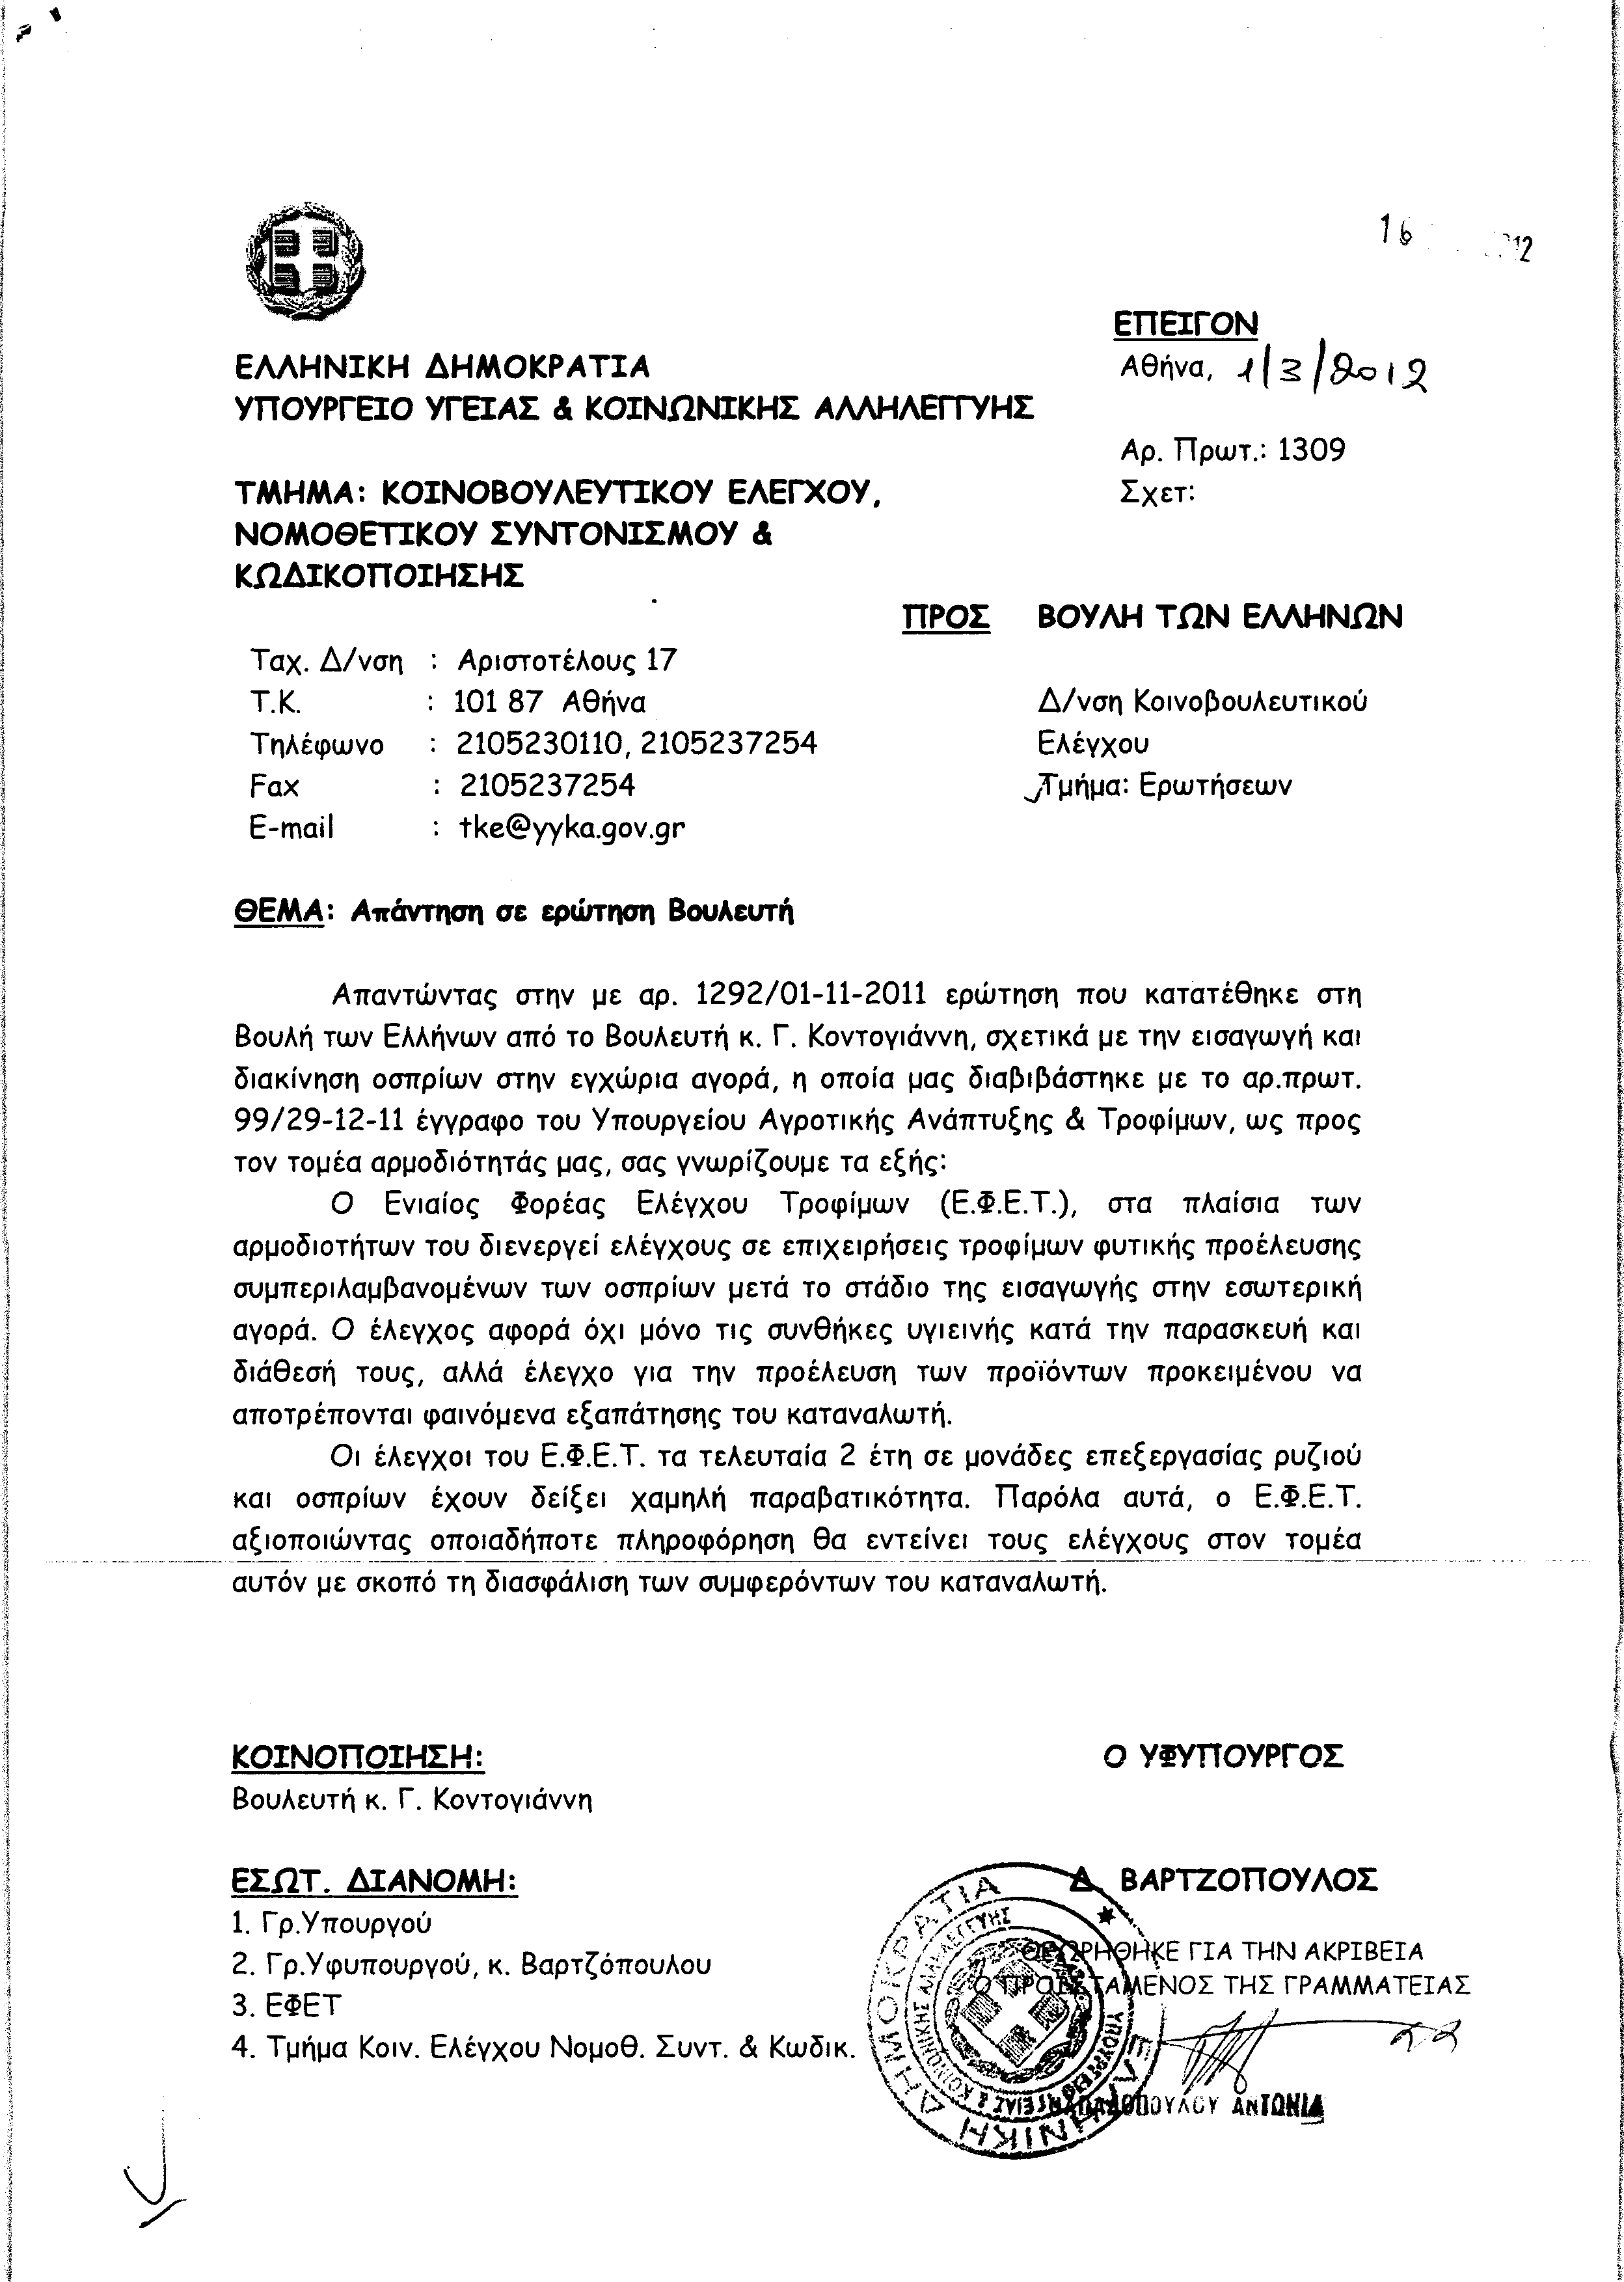 16 12
ΕΠΕΙΓΟΝ
ΕΛΛΗΝΙΚΗ ΔΗΜΟΚΡΑΤΙΑ
Αθήνα, 1/3/2012
ΥΠΟΥΡΓΕΙΟ ΥΓΕΙΑΣ & ΚΟΙΝΩΝΙΚΗΣ ΑΛΛΗΛΕΓΓΥΗΣ
Αρ. Πρωτ.: 1309
ΤΜΗΜΑ: ΚΟΙΝΟΒΟΥΛΕΥΤΙΚΟΥ ΕΛΕΓΧΟΥ,
Σχετ:
ΝΟΜΟΘΕΤΙΚΟΥ ΣΥΝΤΟΝΙΣΜΟΥ &
ΚΩΔΙΚΟΠΟΙΗΣΗΣ
ΠΡΟΣ ΒΟΥΛΗ ΤΩΝ ΕΛΛΗΝΩΝ
Ταχ. Δ/νση : Αριστοτέλους 17
Τ.Κ. : 101 87 Αθήνα
Δ/νση Κοινοβουλευτικού
Τηλέφωνο : 2105230110, 2105237254
Ελέγχου
Fax : 2105237254
Τμήμα: Ερωτήσεων
E-mail : tke@yyka.gov.gr
ΘΕΜΑ: Απάντηση σε ερώτηση Βουλευτή
Απαντώντας στην με αρ. 1292/01-11-2011 ερώτηση που κατατέθηκε στη
Βουλή των Ελλήνων από το Βουλευτή κ. Γ. Κοντογιάννη, σχετικά με την εισαγωγή και
διακίνηση οσπρίων στην εγχώρια αγορά, η οποία μας διαβιβάστηκε με το αρ.πρωτ.
99/29-12-11 έγγραφο του Υπουργείου Αγροτικής Ανάπτυξης & Τροφίμων, ως προς
τον τομέα αρμοδιότητάς μας, σας γνωρίζουμε τα εξής:
Ο Ενιαίος Φορέας Ελέγχου Τροφίμων (Ε.Φ.Ε.Τ.), στα πλαίσια των
αρμοδιοτήτων του διενεργεί ελέγχους σε επιχειρήσεις τροφίμων φυτικής προέλευσης
συμπεριλαμβανομένων των οσπρίων μετά το στάδιο της εισαγωγής στην εσωτερική
αγορά. Ο έλεγχος αφορά όχι μόνο τις συνθήκες υγιεινής κατά την παρασκευή και
διάθεσή τους, αλλά έλεγχο για την προέλευση των προϊόντων προκειμένου να
αποτρέπονται φαινόμενα εξαπάτησης του καταναλωτή.
Οι έλεγχοι του Ε.Φ.Ε.Τ. τα τελευταία 2 έτη σε μονάδες επεξεργασίας ρυζιού
και οσπρίων έχουν δείξει χαμηλή παραβατικότητα. Παρόλα αυτά, ο Ε.Φ.Ε.Τ.
αξιοποιώντας οποιαδήποτε πληροφόρηση θα εντείνει τους ελέγχους στον τομέα
αυτόν με σκοπό τη διασφάλιση των συμφερόντων του καταναλωτή.
ΚΟΙΝΟΠΟΙΗΣΗ:
Ο ΥΦΥΠΟΥΡΓΟΣ
Βουλευτή κ. Γ. Κοντογιάννη
ΕΣΩΤ. ΔΙΑΝΟΜΗ:
Δ. ΒΑΡΤΖΟΠΟΥΛΟΣ
1. Γρ.Υπουργού
2. Γρ.Υφυπουργού, κ. Βαρτζόπουλου
3. ΕΦΕΤ
4. Τμήμα Κοιν. Ελέγχου Νομοθ. Συντ. & Κωδικ.
ΘΕΩΡΗΘΗΚΕ ΓΙΑ ΤΗΝ ΑΚΡΙΒΕΙΑ
Ο ΠΡΟΪΣΤΑΜΕΝΟΣ ΤΗΣ ΓΡΑΜΜΑΤΕΙΑΣ
ΠΑΠΑΔΟΠΟΥΛΟΥ ΑΝΤΩΝΙΑ
ΕΛΛΗΝΙΚΗ ΔΗΜΟΚΡΑΤΙΑ
ΥΠΟΥΡΓΕΙΟ ΥΓΕΙΑΣ & ΚΟΙΝΩΝΙΚΗΣ ΑΛΛΗΛΕΓΓΥΗΣ